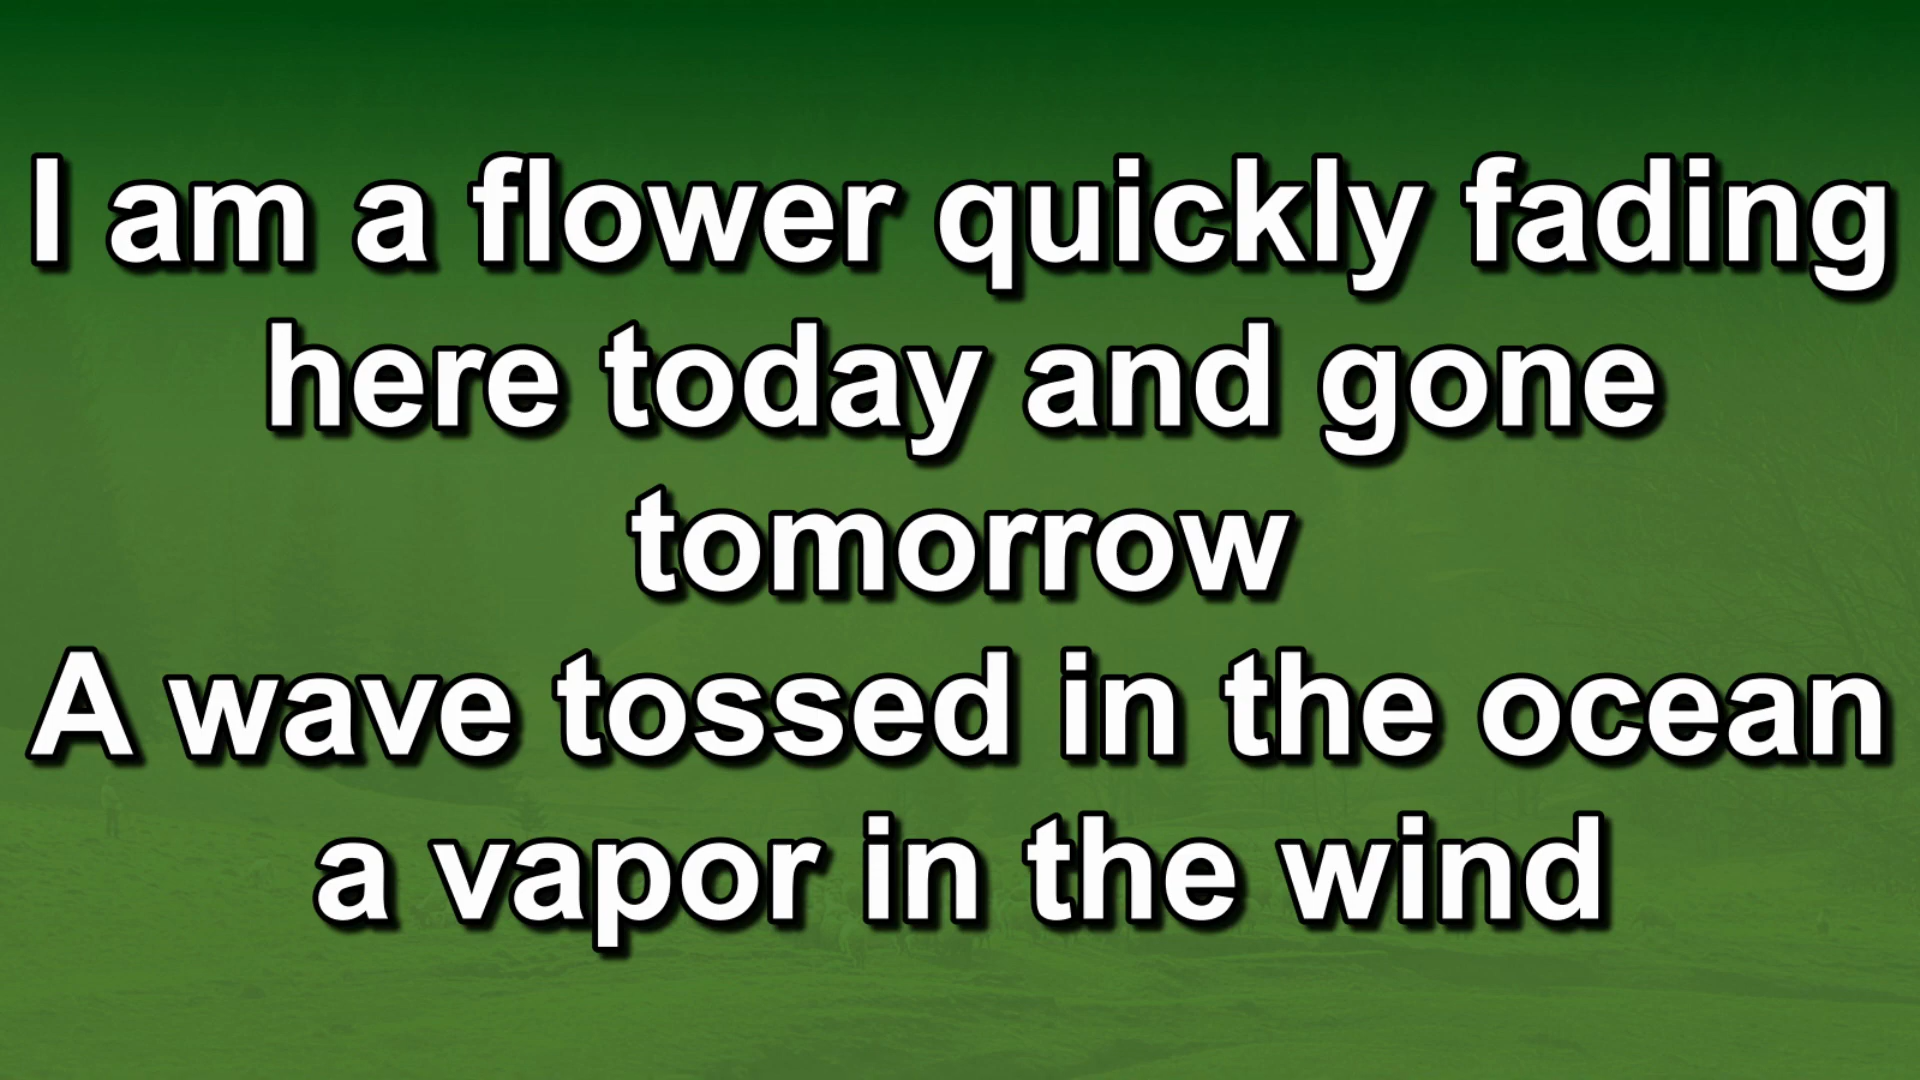 I am a flower quickly fading
here today and gone
tomorrow
A wave tossed in the ocean
a vapor in the wind